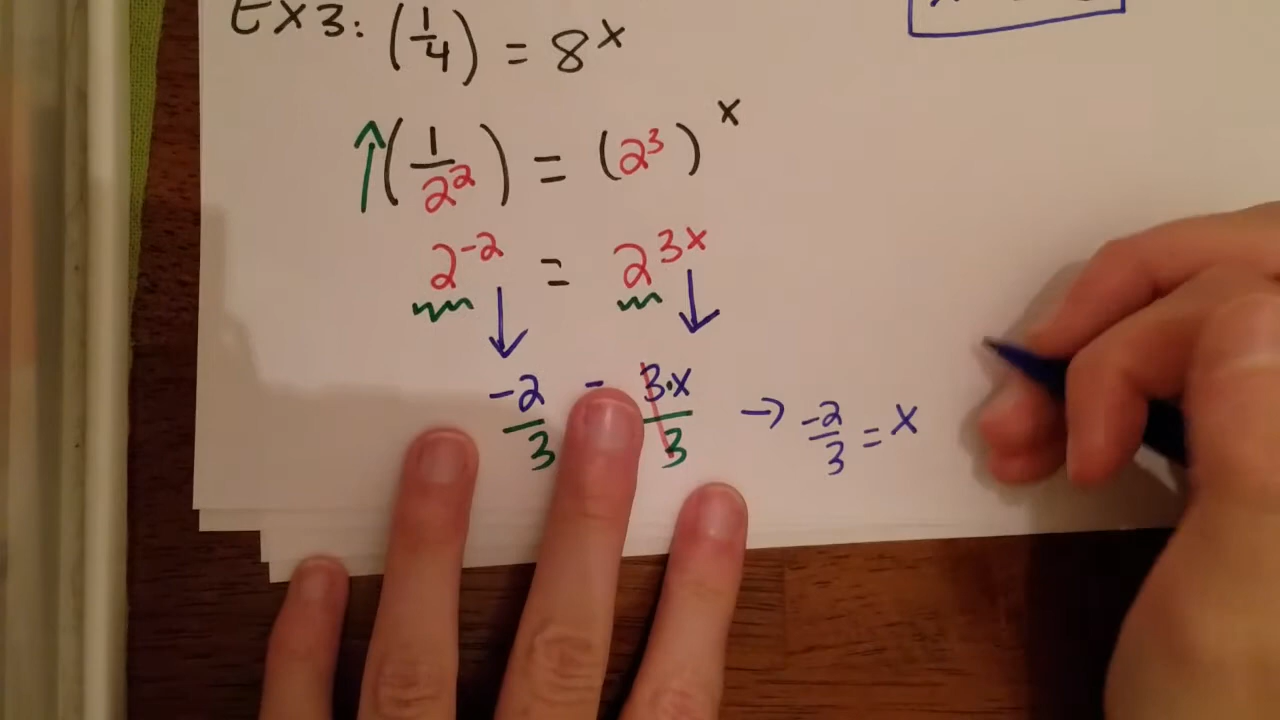 Ex3: (1/4) = 8^x
↑(1/2^2) = (2^3)^x
2^-2 = 2^3x
-2/3 = 3·x/3 → -2/3 = x